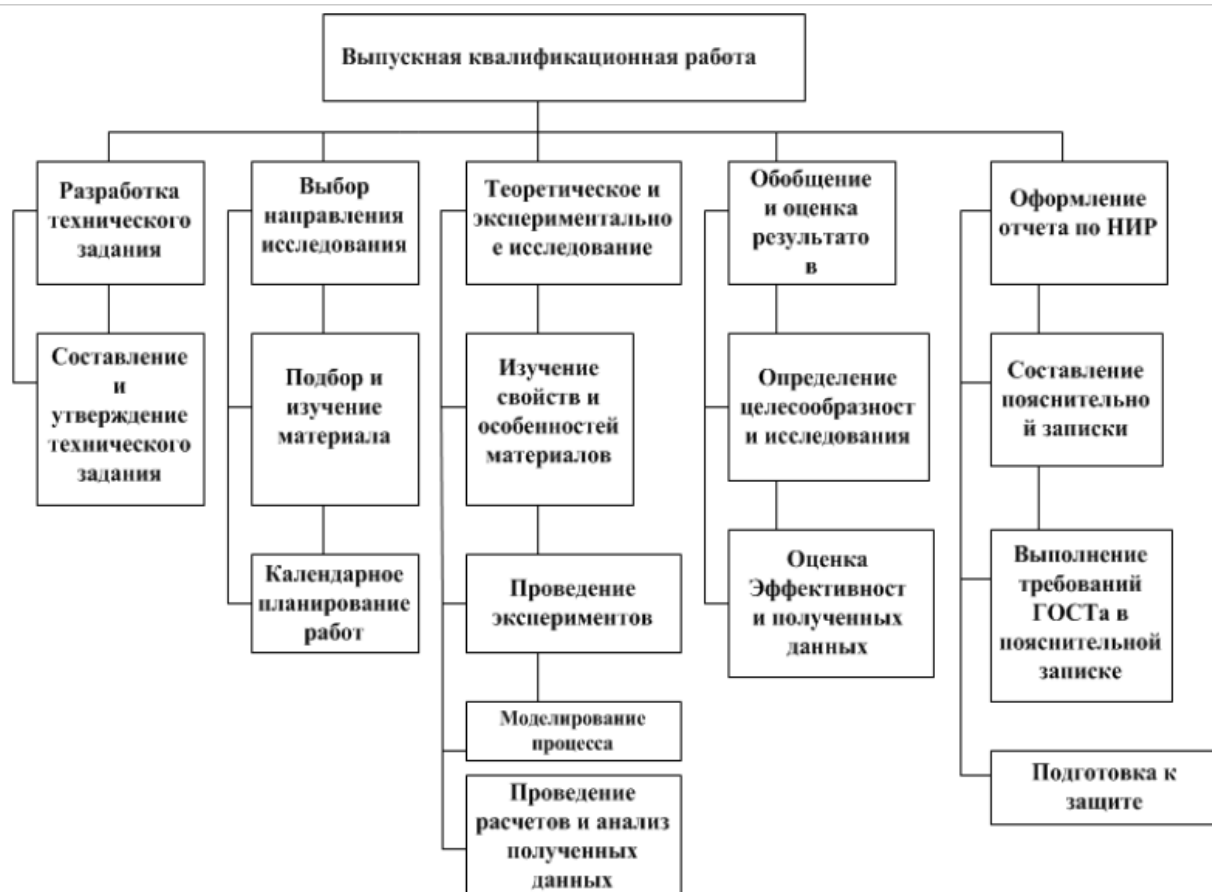 Выпускная квалификационная работа
Разработка
технического
задания
Выбор
направления
исследования
Теоретическое и
экспериментально
е исследование
Обобщение
и оценка
результато
в
Оформление
отчета по НИР
Составление
и
утверждение
технического
задания
Подбор и
изучение
материала
Изучение
свойств и
особенностей
материалов
Определение
целесообразност
и исследования
Составление
пояснительно
й записки
Календарное
планирование
работ
Проведение
экспериментов
Оценка
Эффективност
и полученных
данных
Выполнение
требований
ГОСТа в
пояснительной
записке
Моделирование
процесса
Проведение
расчетов и анализ
полученных
данных
Подготовка к
защите